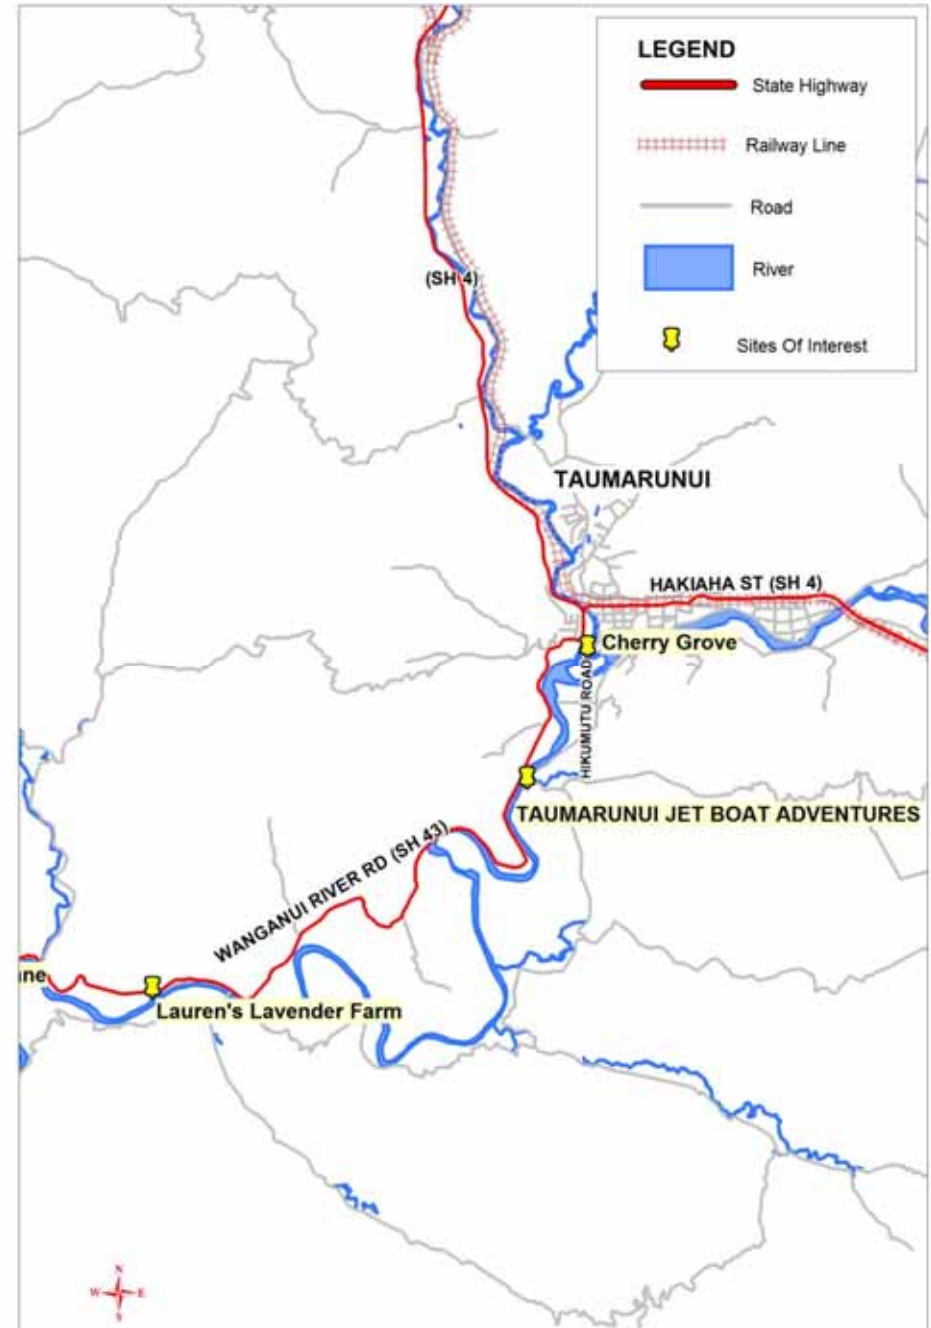 LEGEND
State Highway
Railway Line
Road
River
Sites Of Interest
(SH 4)
TAUMARUNUI
HAKIAHA ST (SH 4)
Cherry Grove
HIKUMUTU ROAD
TAUMARUNUI JET BOAT ADVENTURES
WANGANUI RIVER RD (SH 43)
ne
Lauren's Lavender Farm
N
W E
S